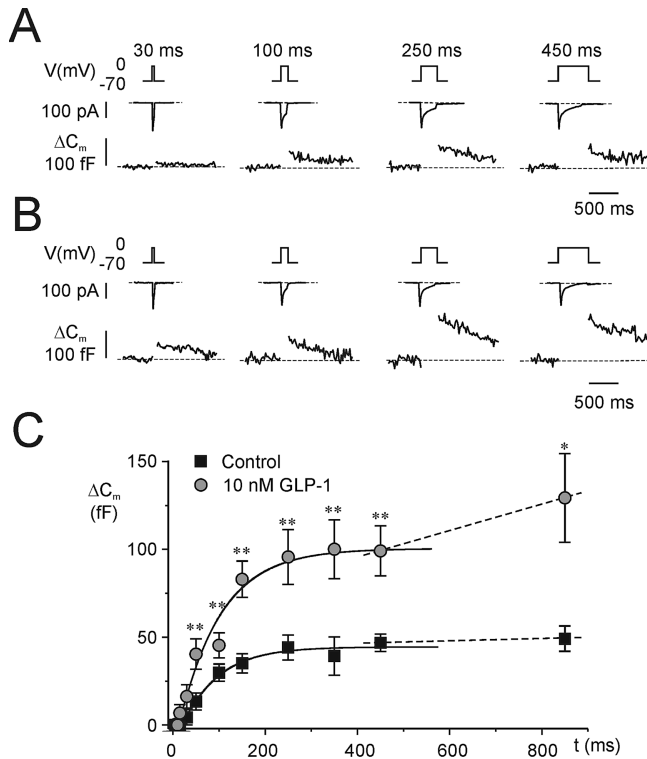 A
30 ms 100 ms 250 ms 450 ms
V(mV) 0
-70
100 pA
ΔCm
100 fF
500 ms
B
V(mV) 0
-70
100 pA
ΔCm
100 fF
500 ms
C
150
ΔCm
(fF)
100
50
0
Control
10 nM GLP-1
** ** ** ** ** ** *
0 200 400 600 800 t (ms)